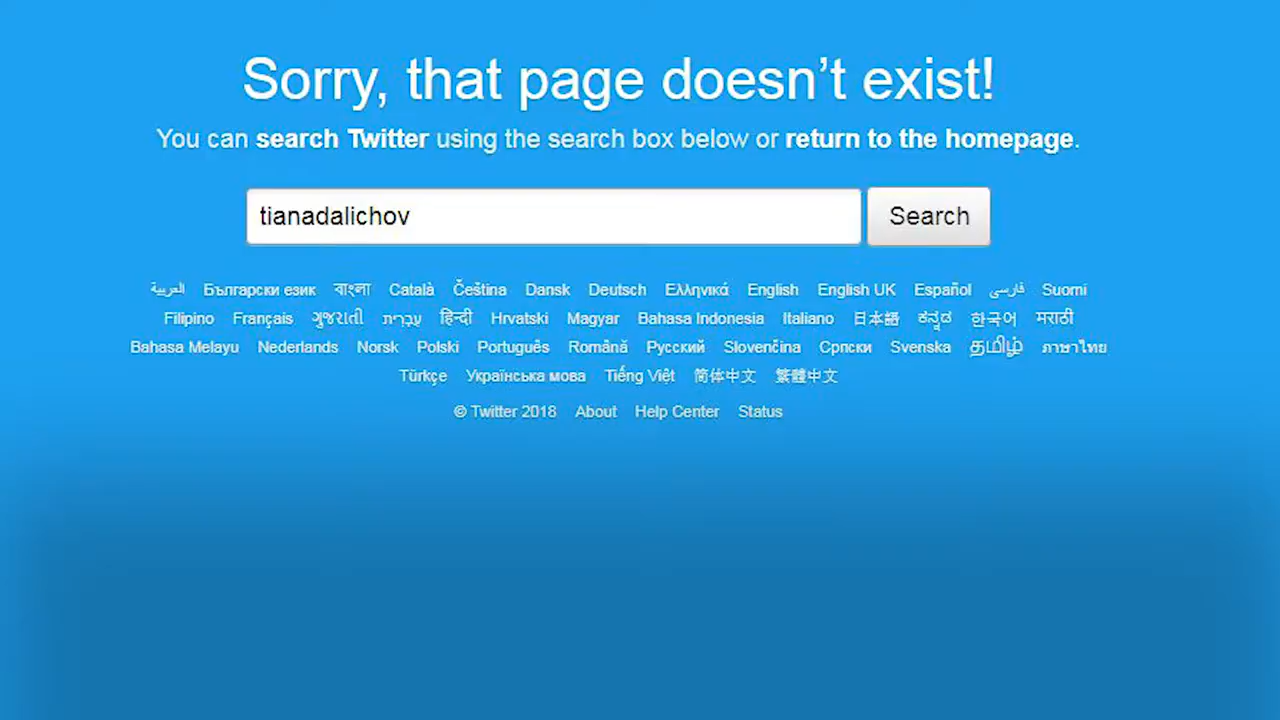 Sorry, that page doesn’t exist!
You can search Twitter using the search box below or return to the homepage.
tianadalichov Search
العربية Български език বাংলা Català Čeština Dansk Deutsch Ελληνικά English English UK Español فارسی Suomi
Filipino Français ગુજરાતી עִבְרִית हिन्दी Hrvatski Magyar Bahasa Indonesia Italiano 日本語 ಕನ್ನಡ 한국어 मराठी
Bahasa Melayu Nederlands Norsk Polski Português Română Русский Slovenčina Српски Svenska தமிழ் ภาษาไทย
Türkçe Українська мова Tiếng Việt 简体中文 繁體中文
© Twitter 2018 About Help Center Status